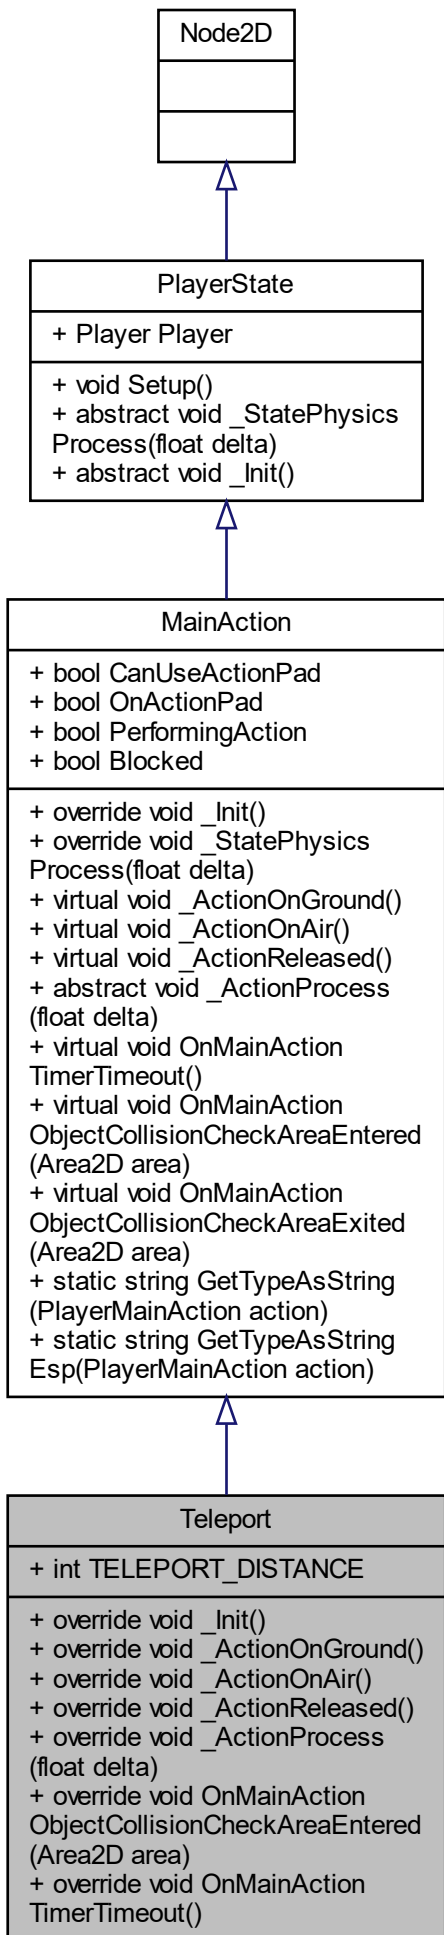 Node2D
PlayerState
+ Player Player
+ void Setup()
+ abstract void _StatePhysics
Process(float delta)
+ abstract void _Init()
MainAction
+ bool CanUseActionPad
+ bool OnActionPad
+ bool PerformingAction
+ bool Blocked
+ override void _Init()
+ override void _StatePhysics
Process(float delta)
+ virtual void _ActionOnGround()
+ virtual void _ActionOnAir()
+ virtual void _ActionReleased()
+ abstract void _ActionProcess
(float delta)
+ virtual void OnMainAction
TimerTimeout()
+ virtual void OnMainAction
ObjectCollisionCheckAreaEntered
(Area2D area)
+ virtual void OnMainAction
ObjectCollisionCheckAreaExited
(Area2D area)
+ static string GetTypeAsString
(PlayerMainAction action)
+ static string GetTypeAsString
Esp(PlayerMainAction action)
Teleport
+ int TELEPORT_DISTANCE
+ override void _Init()
+ override void _ActionOnGround()
+ override void _ActionOnAir()
+ override void _ActionReleased()
+ override void _ActionProcess
(float delta)
+ override void OnMainAction
ObjectCollisionCheckAreaEntered
(Area2D area)
+ override void OnMainAction
TimerTimeout()